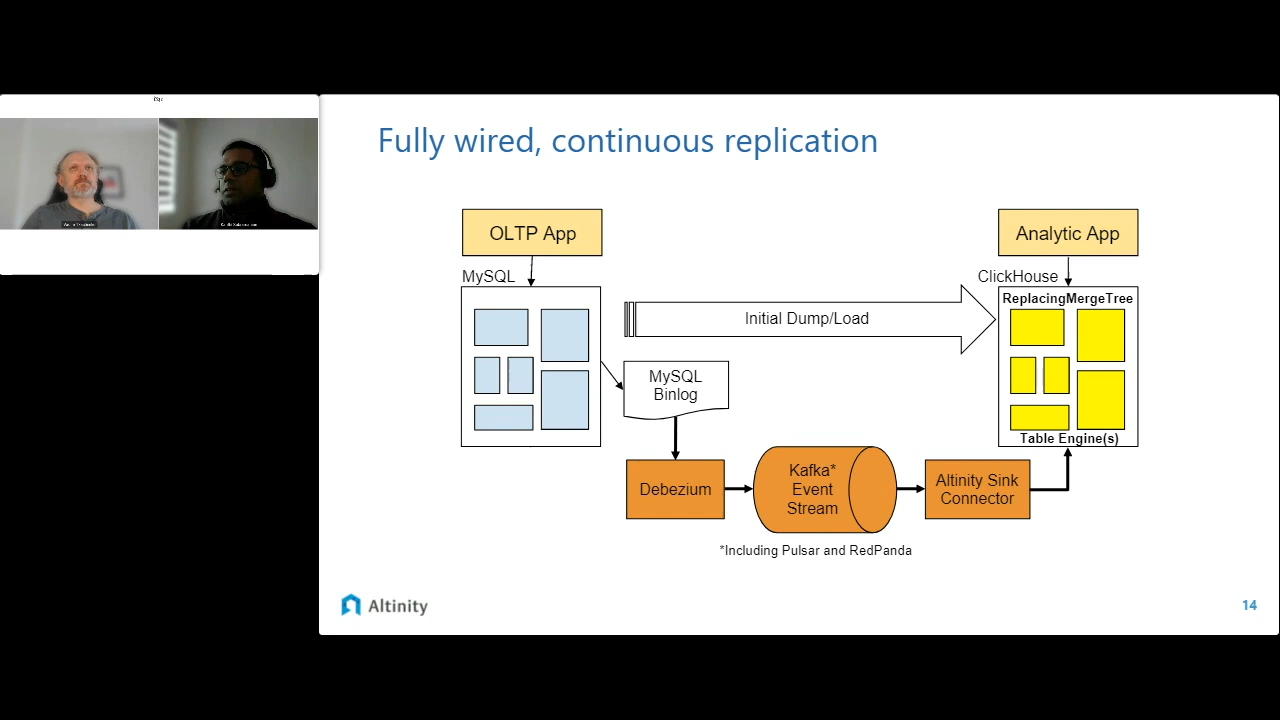 Fully wired, continuous replication
OLTP App
Analytic App
MySQL
ClickHouse
ReplacingMergeTree
Initial Dump/Load
MySQL
Binlog
Table Engine(s)
Debezium
Kafka*
Event
Stream
Altinity Sink
Connector
*Including Pulsar and RedPanda
Altinity
14